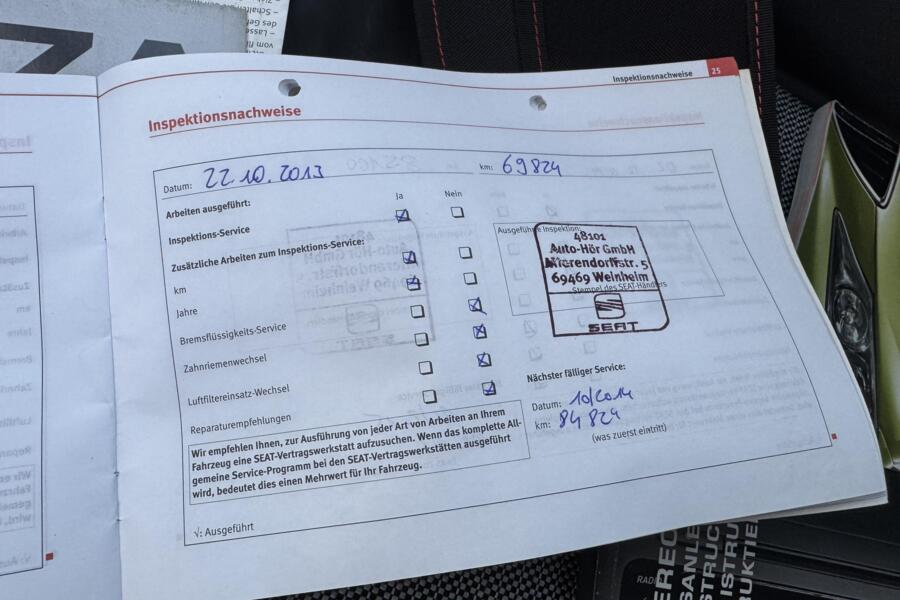 Inspektionsnachweise 25
Inspektionsnachweise
Datum: 22.10.2013 km: 69824
Arbeiten ausgeführt: Ja Nein
Inspektions-Service
Zusätzliche Arbeiten zum Inspektions-Service:
km
Jahre
Bremsflüssigkeits-Service
Zahnriemenwechsel
Luftfiltereinsatz-Wechsel
Reparaturempfehlungen
Wir empfehlen Ihnen, zur Ausführung von jeder Art von Arbeiten an Ihrem
Fahrzeug eine SEAT-Vertragswerkstatt aufzusuchen. Wenn das komplette All-
gemeine Service-Programm bei den SEAT-Vertragswerkstätten ausgeführt
wird, bedeutet dies einen Mehrwert für Ihr Fahrzeug.
√: Ausgeführt
Ausgeführte Inspektion:
48101
Auto-Hör GmbH
Mierendorffstr. 5
69469 Weinheim
Stempel des SEAT-Händlers
SEAT
Nächster fälliger Service:
Datum: 10/2014
km: 84824
(was zuerst eintritt)